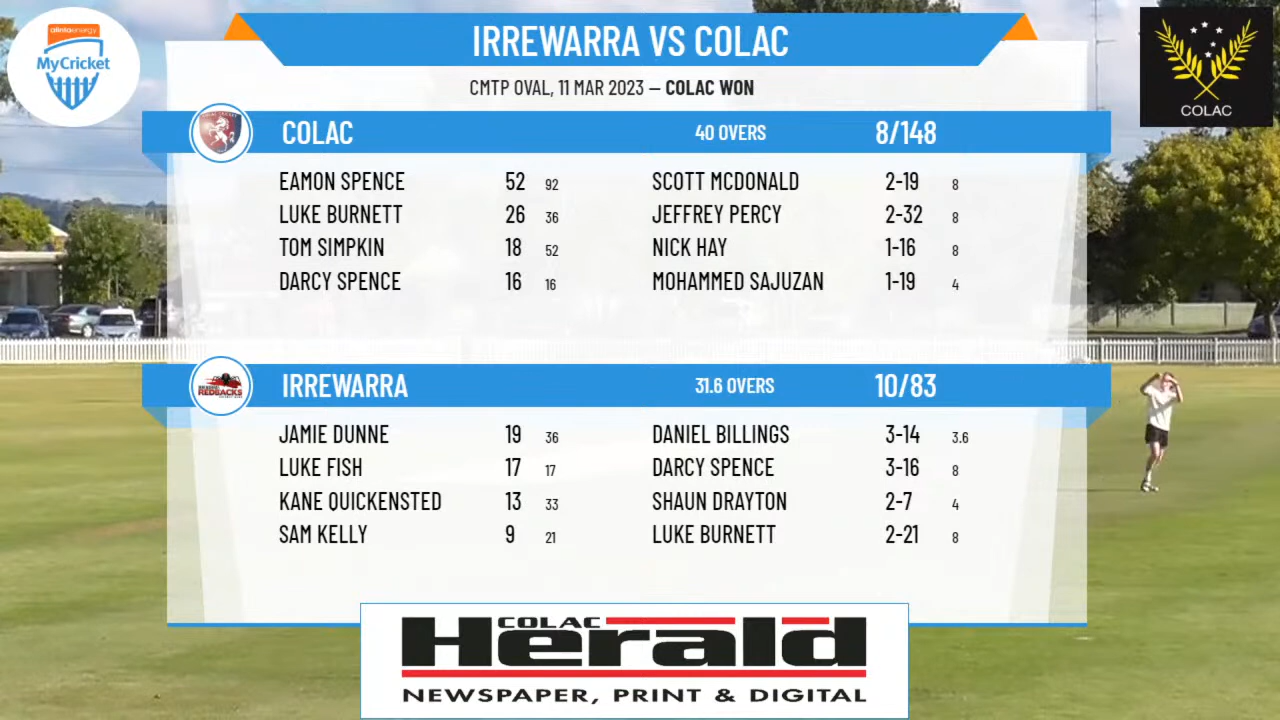 alintaenergy
MyCricket
IRREWARRA VS COLAC
CMTP OVAL, 11 MAR 2023 – COLAC WON
COLAC
COLAC 40 OVERS 8/148
EAMON SPENCE 52 92 SCOTT MCDONALD 2-19 8
LUKE BURNETT 26 36 JEFFREY PERCY 2-32 8
TOM SIMPKIN 18 52 NICK HAY 1-16 8
DARCY SPENCE 16 16 MOHAMMED SAJUZAN 1-19 4
REDBACKS
IRREWARRA 31.6 OVERS 10/83
JAMIE DUNNE 19 36 DANIEL BILLINGS 3-14 3.6
LUKE FISH 17 17 DARCY SPENCE 3-16 8
KANE QUICKENSTED 13 33 SHAUN DRAYTON 2-7 4
SAM KELLY 9 21 LUKE BURNETT 2-21 8
COLAC
Herald
NEWSPAPER, PRINT & DIGITAL